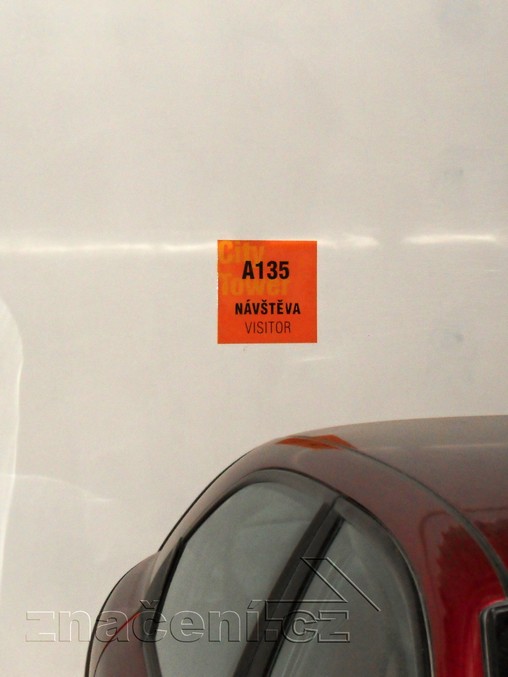 City
A135
Tower
NÁVŠTĚVA
VISITOR
značení.cz